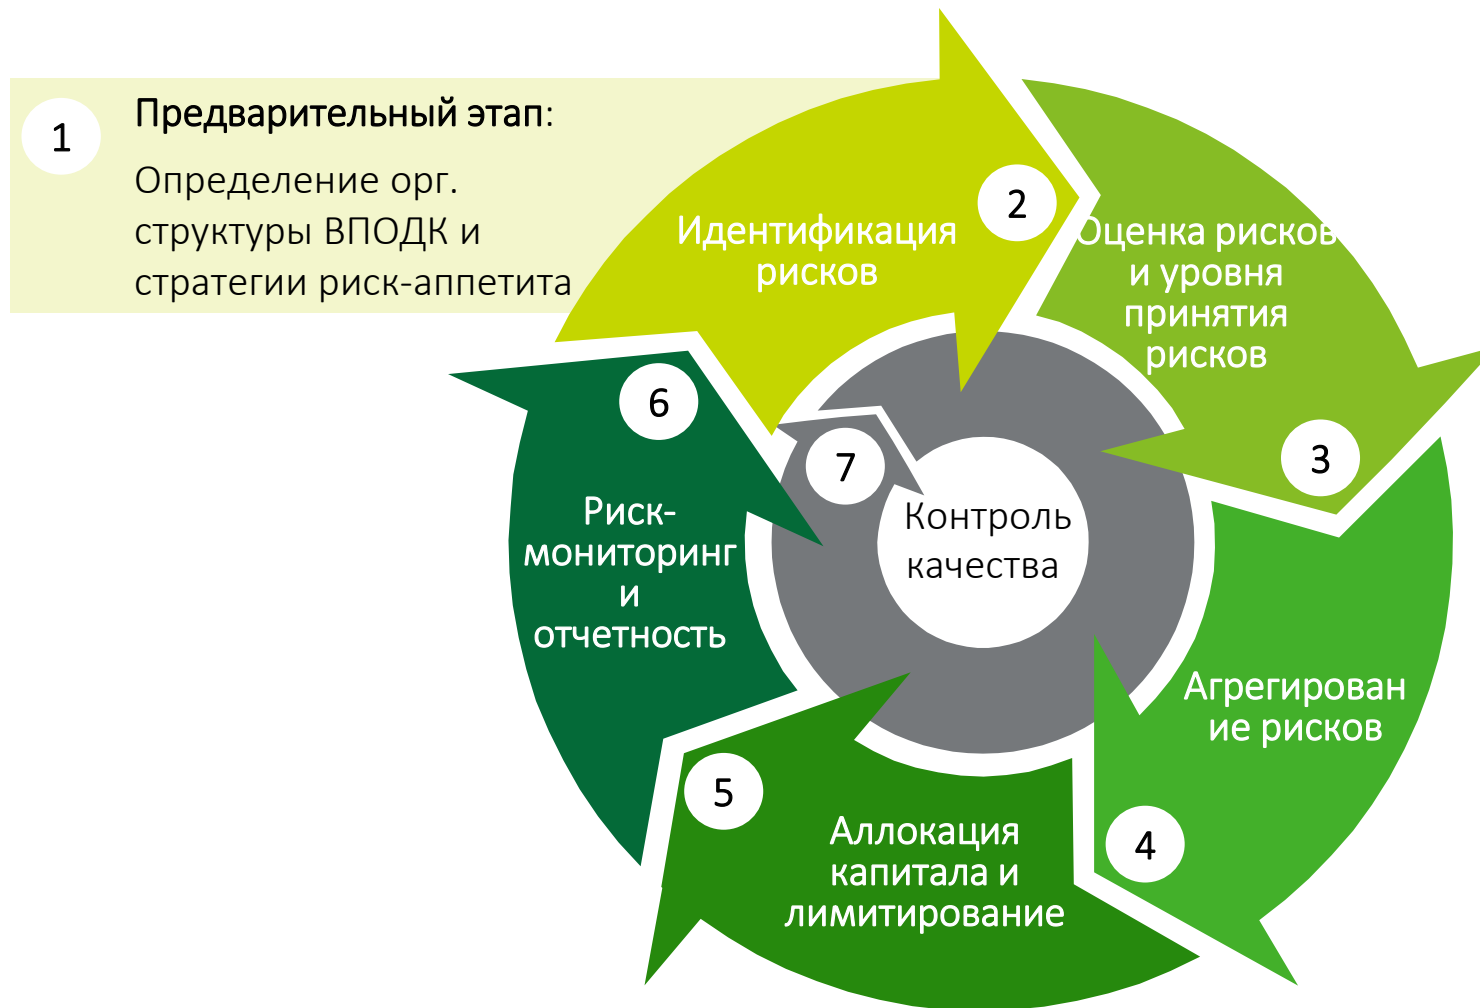 1
Предварительный этап:
Определение орг.
структуры ВПОДК и
стратегии риск-аппетита
2
Идентификация
рисков
Оценка рисков
и уровня
принятия
рисков
3
Агрегирован
ие рисков
4
Аллокация
капитала и
лимитирование
5
Риск-
мониторинг
и
отчетность
6
7
Контроль
качества